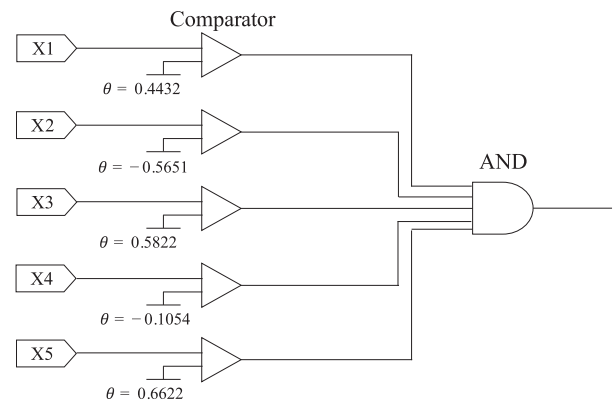 Comparator
X1
θ = 0.4432
X2
θ = −0.5651
AND
X3
θ = 0.5822
X4
θ = −0.1054
X5
θ = 0.6622